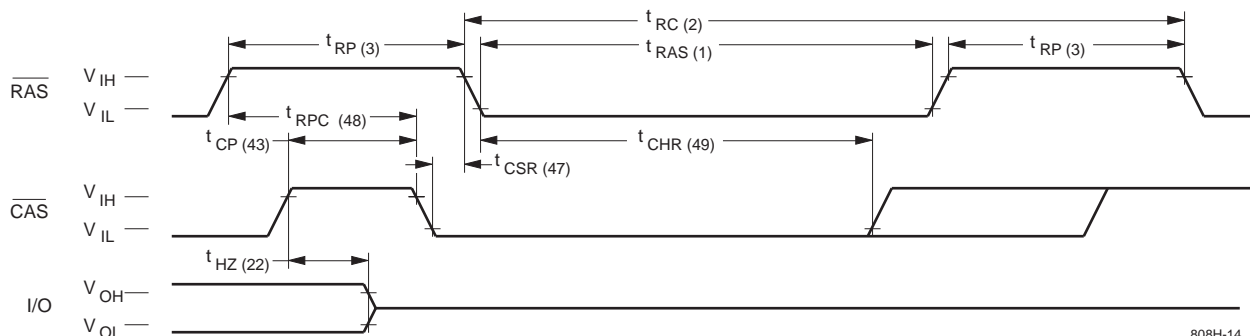 t RC (2)
t RP (3)
t RAS (1)
t RP (3)
RAS
V IH
V IL
t RPC (48)
t CP (43)
t CHR (49)
t CSR (47)
CAS
V IH
V IL
t HZ (22)
I/O
V OH
V OL
808H-14